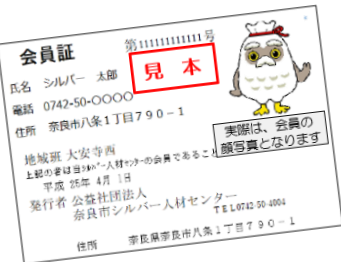 会員証
第111111111111号
見本
氏名 シルバー 太郎
電話 0742-50-○○○○
住所 奈良市八条1丁目790-1
地域班 大安寺西
上記の者は当シルバー人材センターの会員であること
平成 25年 4月 1日
発行者 公益社団法人
奈良市シルバー人材センター
TEL0742-50-4004
住所 奈良県奈良市八条1丁目790-1
実際は、会員の
顔写真となります